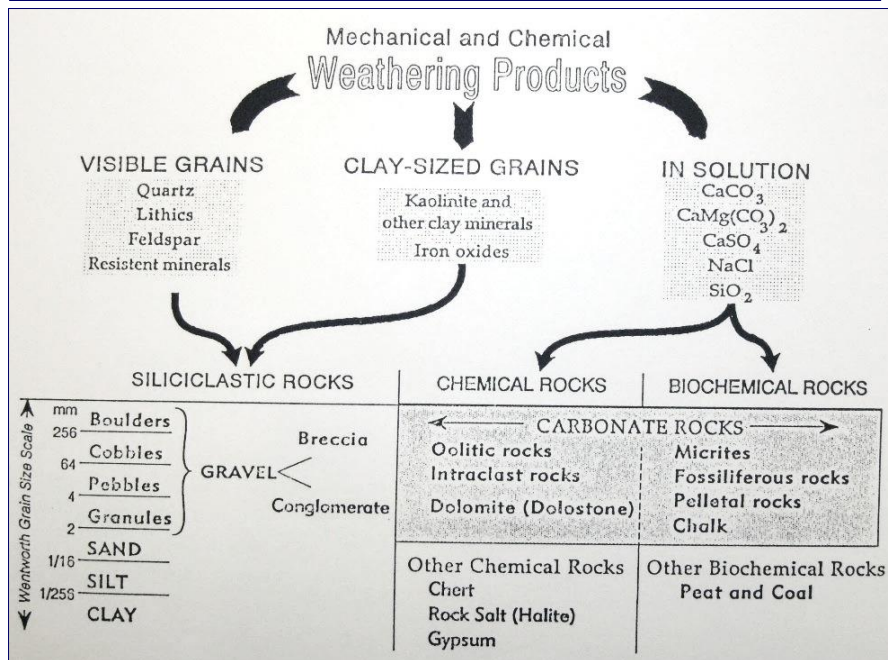 Mechanical and Chemical
Weathering Products
VISIBLE GRAINS
Quartz
Lithics
Feldspar
Resistent minerals
CLAY-SIZED GRAINS
Kaolinite and
other clay minerals
Iron oxides
IN SOLUTION
CaCO3
CaMg(CO3)2
CaSO4
NaCl
SiO2
SILICICLASTIC ROCKS
Wentworth Grain Size Scale
mm
Boulders
256
Cobbles
64
Pebbles
4
Granules
2
SAND
1/16
SILT
1/256
CLAY
GRAVEL
Breccia
Conglomerate
CHEMICAL ROCKS
BIOCHEMICAL ROCKS
CARBONATE ROCKS
Oolitic rocks
Intraclast rocks
Dolomite (Dolostone)
Micrites
Fossiliferous rocks
Pelletal rocks
Chalk
Other Chemical Rocks
Chert
Rock Salt (Halite)
Gypsum
Other Biochemical Rocks
Peat and Coal